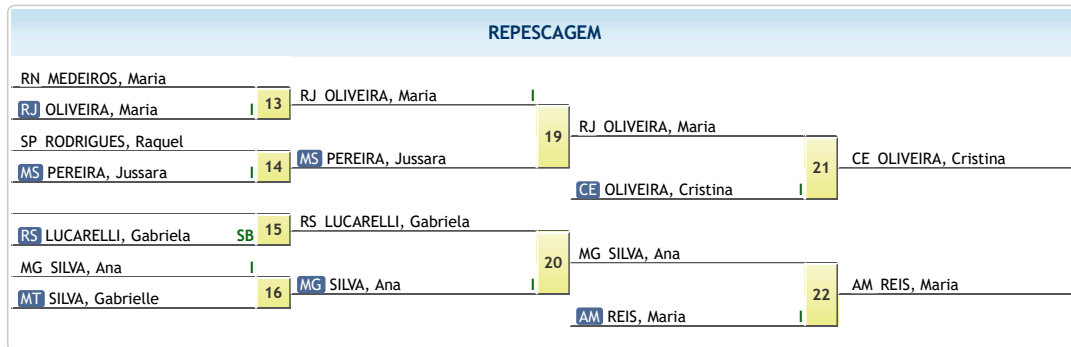 REPESCAGEM
RN MEDEIROS, Maria
RJ OLIVEIRA, Maria I
13
SP RODRIGUES, Raquel
MS PEREIRA, Jussara I
14
RS LUCARELLI, Gabriela SB
15
MG SILVA, Ana I
MT SILVA, Gabrielle
16
RJ OLIVEIRA, Maria I
MS PEREIRA, Jussara
19
RS LUCARELLI, Gabriela
MG SILVA, Ana I
20
RJ OLIVEIRA, Maria
CE OLIVEIRA, Cristina I
21
MG SILVA, Ana
AM REIS, Maria I
22
CE OLIVEIRA, Cristina
AM REIS, Maria